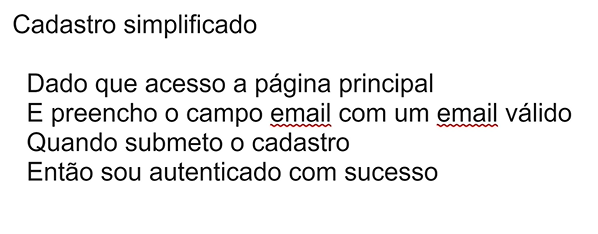 Cadastro simplificado
Dado que acesso a página principal
E preencho o campo email com um email válido
Quando submeto o cadastro
Então sou autenticado com sucesso